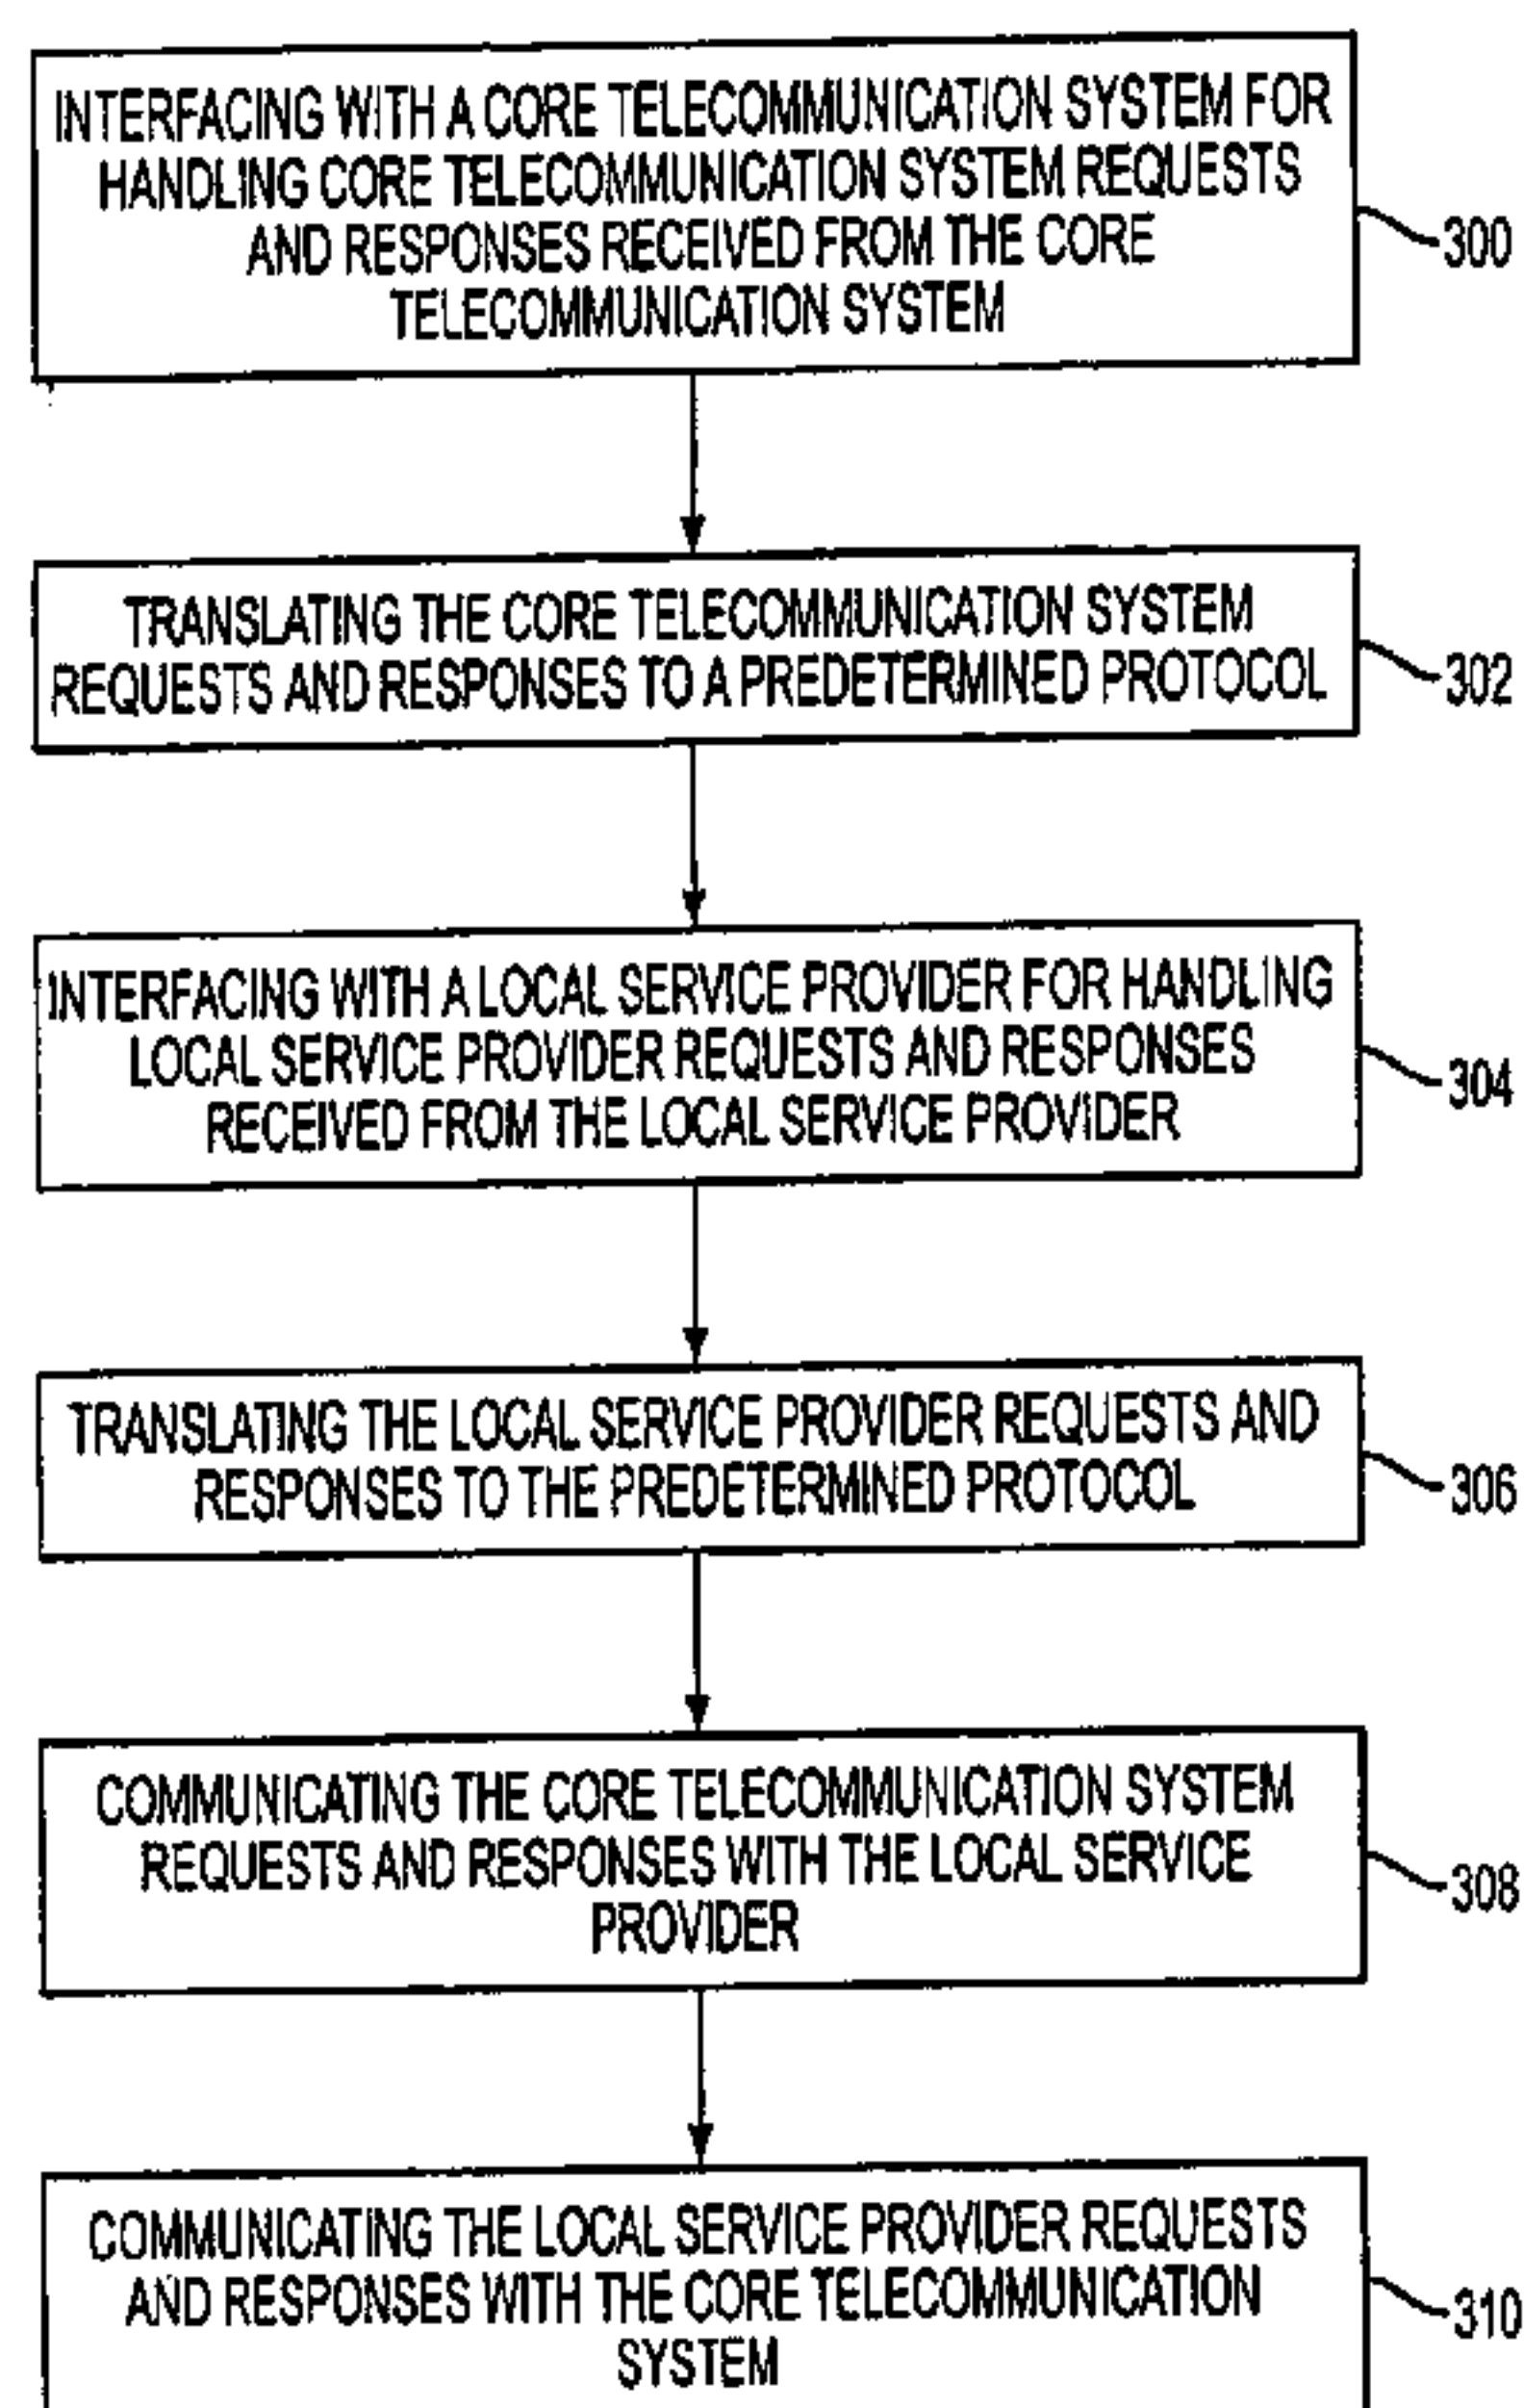 INTERFACING WITH A CORE TELECOMMUNICATION SYSTEM FOR
HANDLING CORE TELECOMMUNICATION SYSTEM REQUESTS
AND RESPONSES RECEIVED FROM THE CORE
TELECOMMUNICATION SYSTEM
300
TRANSLATING THE CORE TELECOMMUNICATION SYSTEM
REQUESTS AND RESPONSES TO A PREDETERMINED PROTOCOL
302
INTERFACING WITH A LOCAL SERVICE PROVIDER FOR HANDLING
LOCAL SERVICE PROVIDER REQUESTS AND RESPONSES
RECEIVED FROM THE LOCAL SERVICE PROVIDER
304
TRANSLATING THE LOCAL SERVICE PROVIDER REQUESTS AND
RESPONSES TO THE PREDETERMINED PROTOCOL
306
COMMUNICATING THE CORE TELECOMMUNICATION SYSTEM
REQUESTS AND RESPONSES WITH THE LOCAL SERVICE
PROVIDER
308
COMMUNICATING THE LOCAL SERVICE PROVIDER REQUESTS
AND RESPONSES WITH THE CORE TELECOMMUNICATION
SYSTEM
310